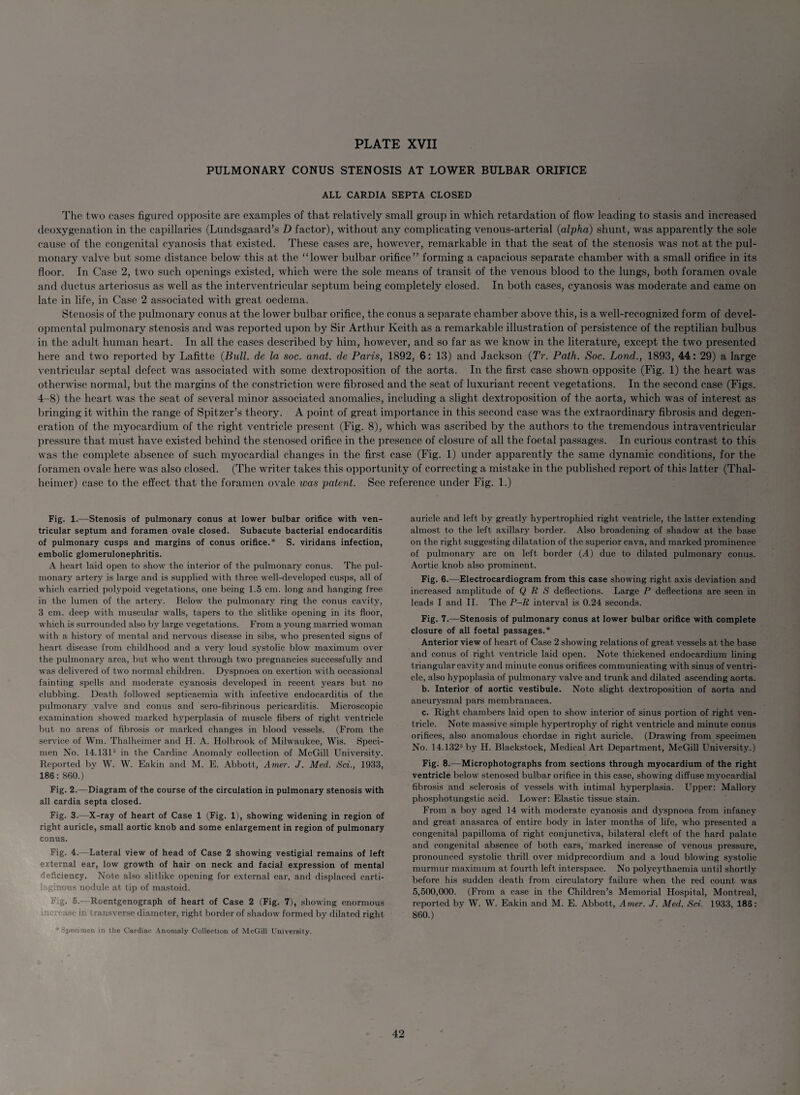 PLATE XVII
PULMONARY CONUS STENOSIS AT LOWER BULBAR ORIFICE
ALL CARDIA SEPTA CLOSED
The two cases figured opposite are examples of that relatively small group in which retardation of flow leading to stasis and increased
deoxygenation in the capillaries (Lundsgaard's D factor), without any complicating venous-arterial (alpha) shunt, was apparently the sole
cause of the congenital cyanosis that existed. These cases are, however, remarkable in that the seat of the stenosis was not at the pul-
monary valve but some distance below this at the "lower bulbar orifice" forming a capacious separate chamber with a small orifice in its
floor. In Case 2, two such openings existed, which were the sole means of transit of the venous blood to the lungs, both foramen ovale
and ductus arteriosus as well as the interventricular septum being completely closed. In both cases, cyanosis was moderate and came on
late in life, in Case 2 associated with great oedema.
Stenosis of the pulmonary conus at the lower bulbar orifice, the conus a separate chamber above this, is a well-recognized form of devel-
opmental pulmonary stenosis and was reported upon by Sir Arthur Keith as a remarkable illustration of persistence of the reptilian bulbus
in the adult human heart. In all the cases described by him, however, and so far as we know in the literature, except the two presented
here and two reported by Lafitte (Bull. de la soc. anat. de Paris, 1892, 6: 13) and Jackson (Tr. Path. Soc. Lond., 1893, 44: 29) a large
ventricular septal defect was associated with some dextroposition of the aorta. In the first case shown opposite (Fig. 1) the heart was
otherwise normal, but the margins of the constriction were fibrosed and the seat of luxuriant recent vegetations. In the second case (Figs.
4–8) the heart was the seat of several minor associated anomalies, including a slight dextroposition of the aorta, which was of interest as
bringing it within the range of Spitzer's theory. A point of great importance in this second case was the extraordinary fibrosis and degen-
eration of the myocardium of the right ventricle present (Fig. 8), which was ascribed by the authors to the tremendous intraventricular
pressure that must have existed behind the stenosed orifice in the presence of closure of all the foetal passages. In curious contrast to this
was the complete absence of such myocardial changes in the first case (Fig. 1) under apparently the same dynamic conditions, for the
foramen ovale here was also closed. (The writer takes this opportunity of correcting a mistake in the published report of this latter (Thal-
heimer) case to the effect that the foramen ovale was patent. See reference under Fig. 1.)
Fig. 1.—Stenosis of pulmonary conus at lower bulbar orifice with ven-
tricular septum and foramen ovale closed. Subacute bacterial endocarditis
of pulmonary cusps and margins of conus orifice.* S. viridans infection,
embolic glomerulonephritis.
A heart laid open to show the interior of the pulmonary conus. The pul-
monary artery is large and is supplied with three well-developed cusps, all of
which carried polypoid vegetations, one being 1.5 cm. long and hanging free
in the lumen of the artery. Below the pulmonary ring the conus cavity,
3 cm. deep with muscular walls, tapers to the slitlike opening in its floor,
which is surrounded also by large vegetations. From a young married woman
with a history of mental and nervous disease in sibs, who presented signs of
heart disease from childhood and a very loud systolic blow maximum over
the pulmonary area, but who went through two pregnancies successfully and
was delivered of two normal children. Dyspnoea on exertion with occasional
fainting spells and moderate cyanosis developed in recent years but no
clubbing. Death followed septicaemia with infective endocarditis of the
pulmonary valve and conus and sero-fibrinous pericarditis. Microscopic
examination showed marked hyperplasia of muscle fibers of right ventricle
but no areas of fibrosis or marked changes in blood vessels. (From the
service of Wm. Thalheimer and H. A. Holbrook of Milwaukee, Wis. Speci-
men No. 14.131⁵ in the Cardiac Anomaly collection of McGill University.
Reported by W. W. Eakin and M. E. Abbott, Amer. J. Med. Sci., 1933,
186: 860.)
Fig. 2.—Diagram of the course of the circulation in pulmonary stenosis with
all cardia septa closed.
Fig. 3.—X-ray of heart of Case 1 (Fig. 1), showing widening in region of
right auricle, small aortic knob and some enlargement in region of pulmonary
conus.
Fig. 4.—Lateral view of head of Case 2 showing vestigial remains of left
external ear, low growth of hair on neck and facial expression of mental
deficiency. Note also slitlike opening for external ear, and displaced carti-
laginous nodule at tip of mastoid.
Fig. 5.—Roentgenograph of heart of Case 2 (Fig. 7), showing enormous
increase in transverse diameter, right border of shadow formed by dilated right
* Specimen in the Cardiac Anomaly Collection of McGill University.
auricle and left by greatly hypertrophied right ventricle, the latter extending
almost to the left axillary border. Also broadening of shadow at the base
on the right suggesting dilatation of the superior cava, and marked prominence
of pulmonary arc on left border (A) due to dilated pulmonary conus.
Aortic knob also prominent.
Fig. 6.—Electrocardiogram from this case showing right axis deviation and
increased amplitude of Q R S deflections. Large P deflections are seen in
leads I and II. The P–R interval is 0.24 seconds.
Fig. 7.—Stenosis of pulmonary conus at lower bulbar orifice with complete
closure of all foetal passages.*
Anterior view of heart of Case 2 showing relations of great vessels at the base
and conus of right ventricle laid open. Note thickened endocardium lining
triangular cavity and minute conus orifices communicating with sinus of ventri-
cle, also hypoplasia of pulmonary valve and trunk and dilated ascending aorta.
b. Interior of aortic vestibule. Note slight dextroposition of aorta and
aneurysmal pars membranacea.
c. Right chambers laid open to show interior of sinus portion of right ven-
tricle. Note massive simple hypertrophy of right ventricle and minute conus
orifices, also anomalous chordae in right auricle. (Drawing from specimen
No. 14.132⁵ by H. Blackstock, Medical Art Department, McGill University.)
Fig. 8.—Microphotographs from sections through myocardium of the right
ventricle below stenosed bulbar orifice in this case, showing diffuse myocardial
fibrosis and sclerosis of vessels with intimal hyperplasia. Upper: Mallory
phosphotungstic acid. Lower: Elastic tissue stain.
From a boy aged 14 with moderate cyanosis and dyspnoea from infancy
and great anasarca of entire body in later months of life, who presented a
congenital papilloma of right conjunctiva, bilateral cleft of the hard palate
and congenital absence of both ears, marked increase of venous pressure,
pronounced systolic thrill over midprecordium and a loud blowing systolic
murmur maximum at fourth left interspace. No polycythaemia until shortly
before his sudden death from circulatory failure when the red count was
5,500,000. (From a case in the Children's Memorial Hospital, Montreal,
reported by W. W. Eakin and M. E. Abbott, Amer. J. Med. Sci. 1933, 186:
860.)
42